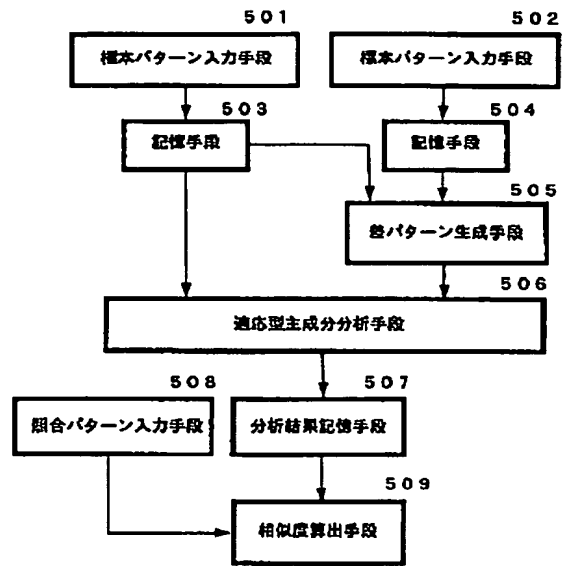 501
502
標本パターン入力手段
標本パターン入力手段
503
504
記憶手段
記憶手段
505
差パターン生成手段
506
適応型主成分分析手段
508
507
照合パターン入力手段
分析結果記憶手段
509
相似度算出手段